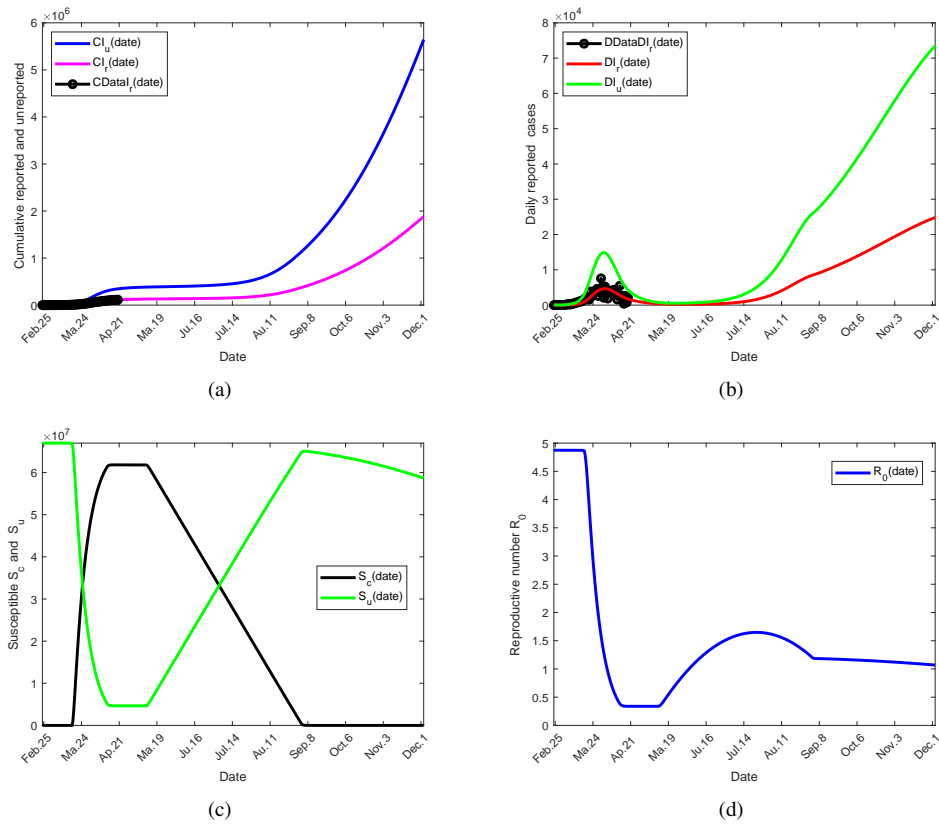 ×10^6
6
5
4
3
2
1
0
Cumulative reported and unreported
CI_u(date)
CI_r(date)
CDataI_r(date)
Feb.25
Ma.24
Ap.21
Ma.19
Ju.16
Jul.14
Au.11
Sep.8
Oct.6
Nov.3
Dec.1
Date
(a)
×10^4
10
8
6
4
2
0
Daily reported cases
DDataDI_r(date)
DI_r(date)
DI_u(date)
Feb.25
Ma.24
Ap.21
Ma.19
Ju.16
Jul.14
Au.11
Sep.8
Oct.6
Nov.3
Dec.1
Date
(b)
×10^7
6
5
4
3
2
1
0
Susceptible S_c and S_u
S_c(date)
S_u(date)
Feb.25
Ma.24
Ap.21
Ma.19
Ju.16
Jul.14
Au.11
Sep.8
Oct.6
Nov.3
Dec.1
Date
(c)
5
4.5
4
3.5
3
2.5
2
1.5
1
0.5
0
Reproductive number R_0
R_0(date)
Feb.25
Ma.24
Ap.21
Ma.19
Ju.16
Jul.14
Au.11
Sep.8
Oct.6
Nov.3
Dec.1
Date
(d)